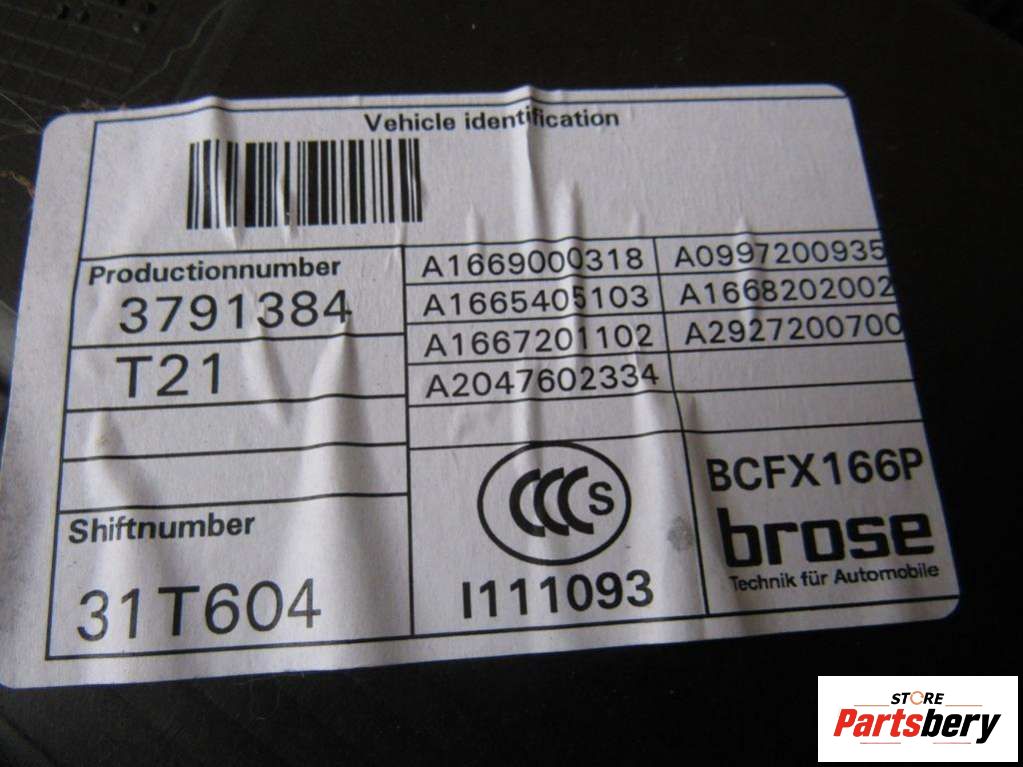 Vehicle identification
Productionnumber
3791384
T21
A1669000318 A0997200935
A1665405103 A1668202002
A1667201102 A2927200700
A2047602334
Shiftnumber
31T604
CCC S
I111093
BCFX166P
brose
Technik für Automobile
STORE
Partsbery